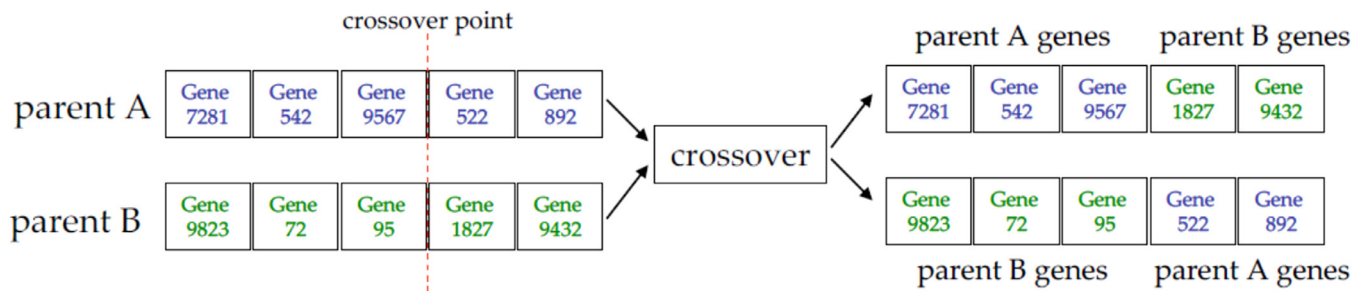 crossover point
parent A genes parent B genes
parent A
Gene 7281 Gene 542 Gene 9567 Gene 522 Gene 892
crossover
Gene 7281 Gene 542 Gene 9567 Gene 1827 Gene 9432
parent B
Gene 9823 Gene 72 Gene 95 Gene 1827 Gene 9432
Gene 9823 Gene 72 Gene 95 Gene 522 Gene 892
parent B genes parent A genes